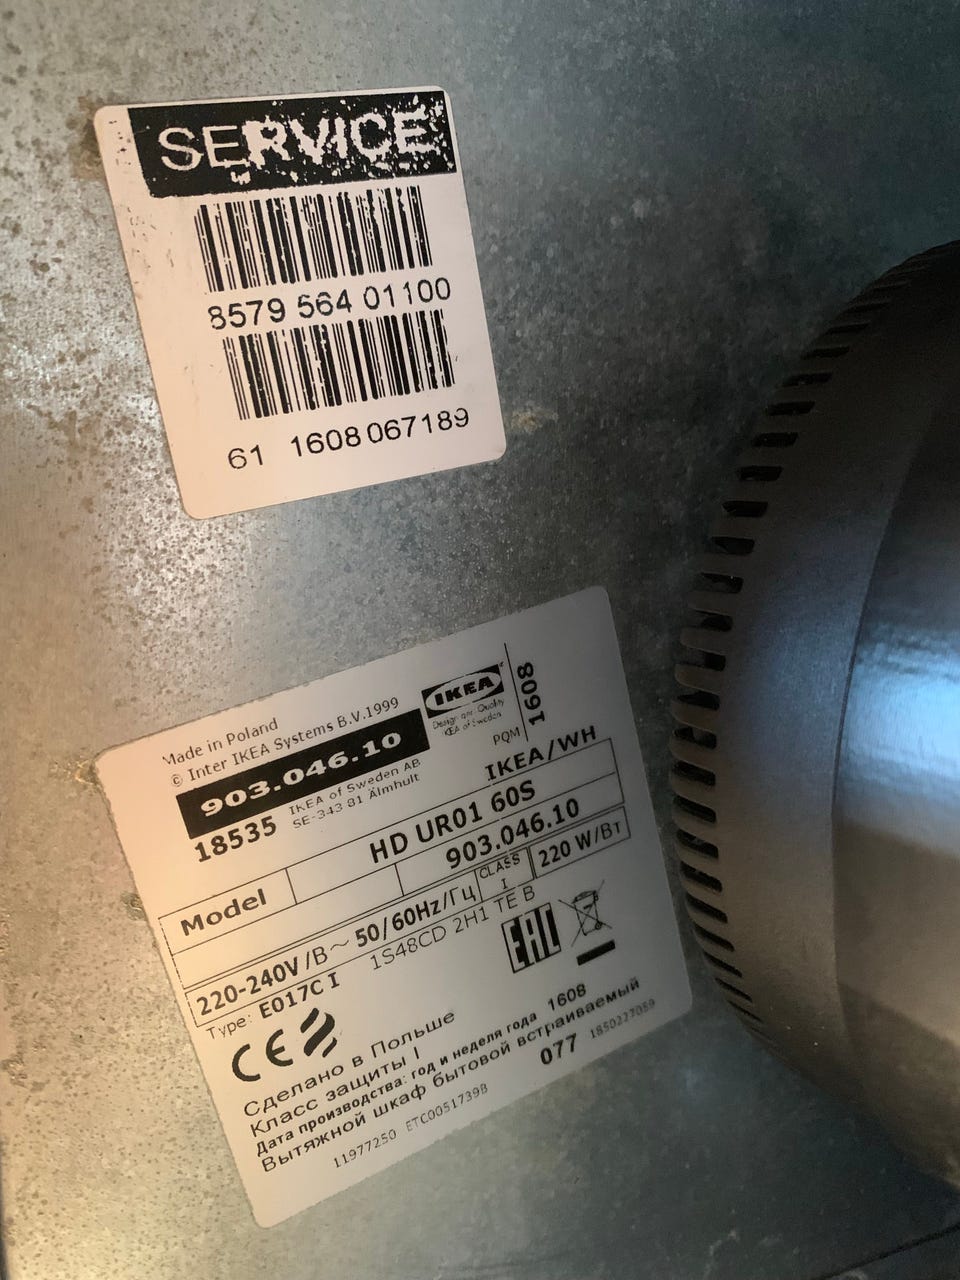 SERVICE
8579 564 01100
61 1608067189
Made in Poland
© Inter IKEA Systems B.V.1999
903.046.10
18535
IKEA of Sweden AB
SE-343 81 Älmhult
IKEA
Design and Quality
IKEA of Sweden
PQM
1608
IKEA/WH
Model
HD UR01 60S
903.046.10
220-240V/В~ 50/60Hz/Гц
CLASS
I
220 W/Вт
Type: E017C I
1S48CD 2H1 TE B
CE
EAC
Сделано в Польше
Класс защиты I
Дата производства: год и неделя года 1608
Вытяжной шкаф бытовой встраиваемый
11977250 ETC00517398
077
1850227059